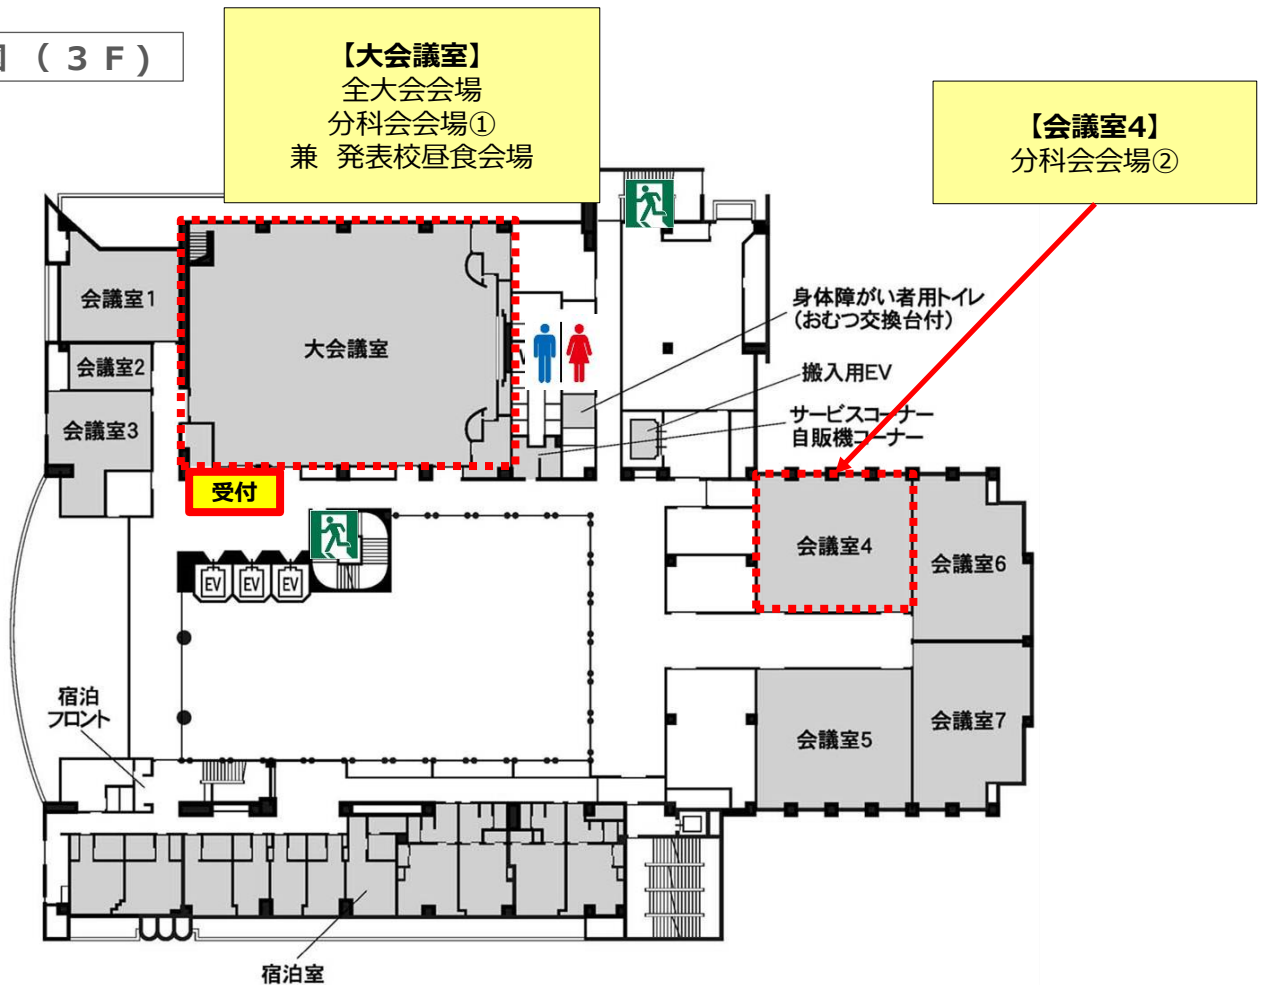 （３Ｆ）
【大会議室】
全大会会場
分科会会場①
兼　発表校昼食会場
【会議室4】
分科会会場②
会議室1
会議室2
会議室3
大会議室
身体障がい者用トイレ
（おむつ交換台付）
搬入用EV
サービスコーナー
自販機コーナー
受付
EV
EV
EV
会議室4
会議室6
会議室5
会議室7
宿泊
フロント
宿泊室